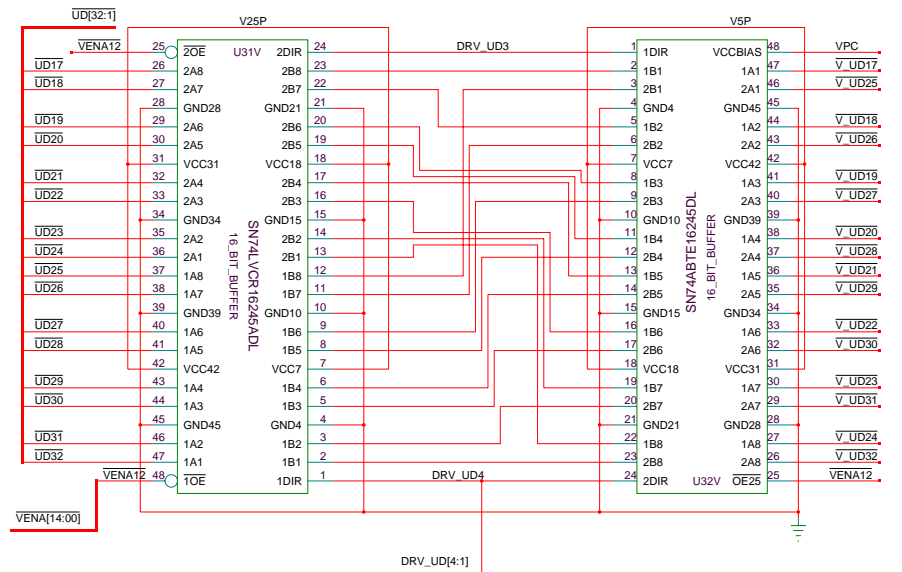 UD[32:1]
V25P
V5P
VENA12 25 2OE U31V 2DIR 24 DRV_UD3 1 1DIR VCCBIAS 48 VPC
UD17 26 2A8 2B8 23 2 1B1 1A1 47 V_UD17
UD18 27 2A7 2B7 22 3 2B1 2A1 46 V_UD25
28 GND28 GND21 21 4 GND4 GND45 45
UD19 29 2A6 2B6 20 5 1B2 1A2 44 V_UD18
UD20 30 2A5 2B5 19 6 2B2 2A2 43 V_UD26
31 VCC31 VCC18 18 7 VCC7 VCC42 42
UD21 32 2A4 2B4 17 8 1B3 1A3 41 V_UD19
UD22 33 2A3 2B3 16 9 2B3 2A3 40 V_UD27
34 GND34 GND15 15 10 GND10 GND39 39
UD23 35 2A2 2B2 14 11 1B4 1A4 38 V_UD20
UD24 36 2A1 2B1 13 12 2B4 2A4 37 V_UD28
UD25 37 1A8 1B8 12 13 1B5 1A5 36 V_UD21
UD26 38 1A7 1B7 11 14 2B5 2A5 35 V_UD29
39 GND39 GND10 10 15 GND15 GND34 34
UD27 40 1A6 1B6 9 16 1B6 1A6 33 V_UD22
UD28 41 1A5 1B5 8 17 2B6 2A6 32 V_UD30
42 VCC42 VCC7 7 18 VCC18 VCC31 31
UD29 43 1A4 1B4 6 19 1B7 1A7 30 V_UD23
UD30 44 1A3 1B3 5 20 2B7 2A7 29 V_UD31
45 GND45 GND4 4 21 GND21 GND28 28
UD31 46 1A2 1B2 3 22 1B8 1A8 27 V_UD24
UD32 47 1A1 1B1 2 23 2B8 2A8 26 V_UD32
VENA12 48 1OE 1DIR 1 DRV_UD4 24 2DIR U32V OE25 25 VENA12
SN74LVCR16245ADL
16_BIT_BUFFER
SN74ABTE16245DL
16_BIT_BUFFER
VENA[14:00]
DRV_UD[4:1]